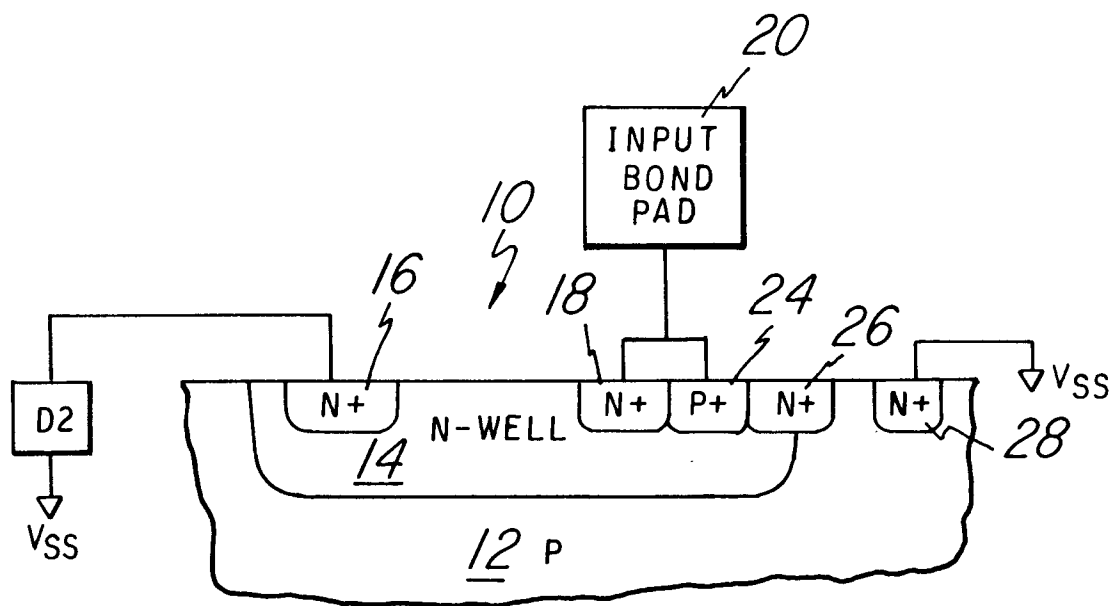 20
INPUT
BOND
PAD
10
16
18
24
26
VSS
D2
N+
N-WELL
N+
P+
N+
N+
28
14
VSS
12 P